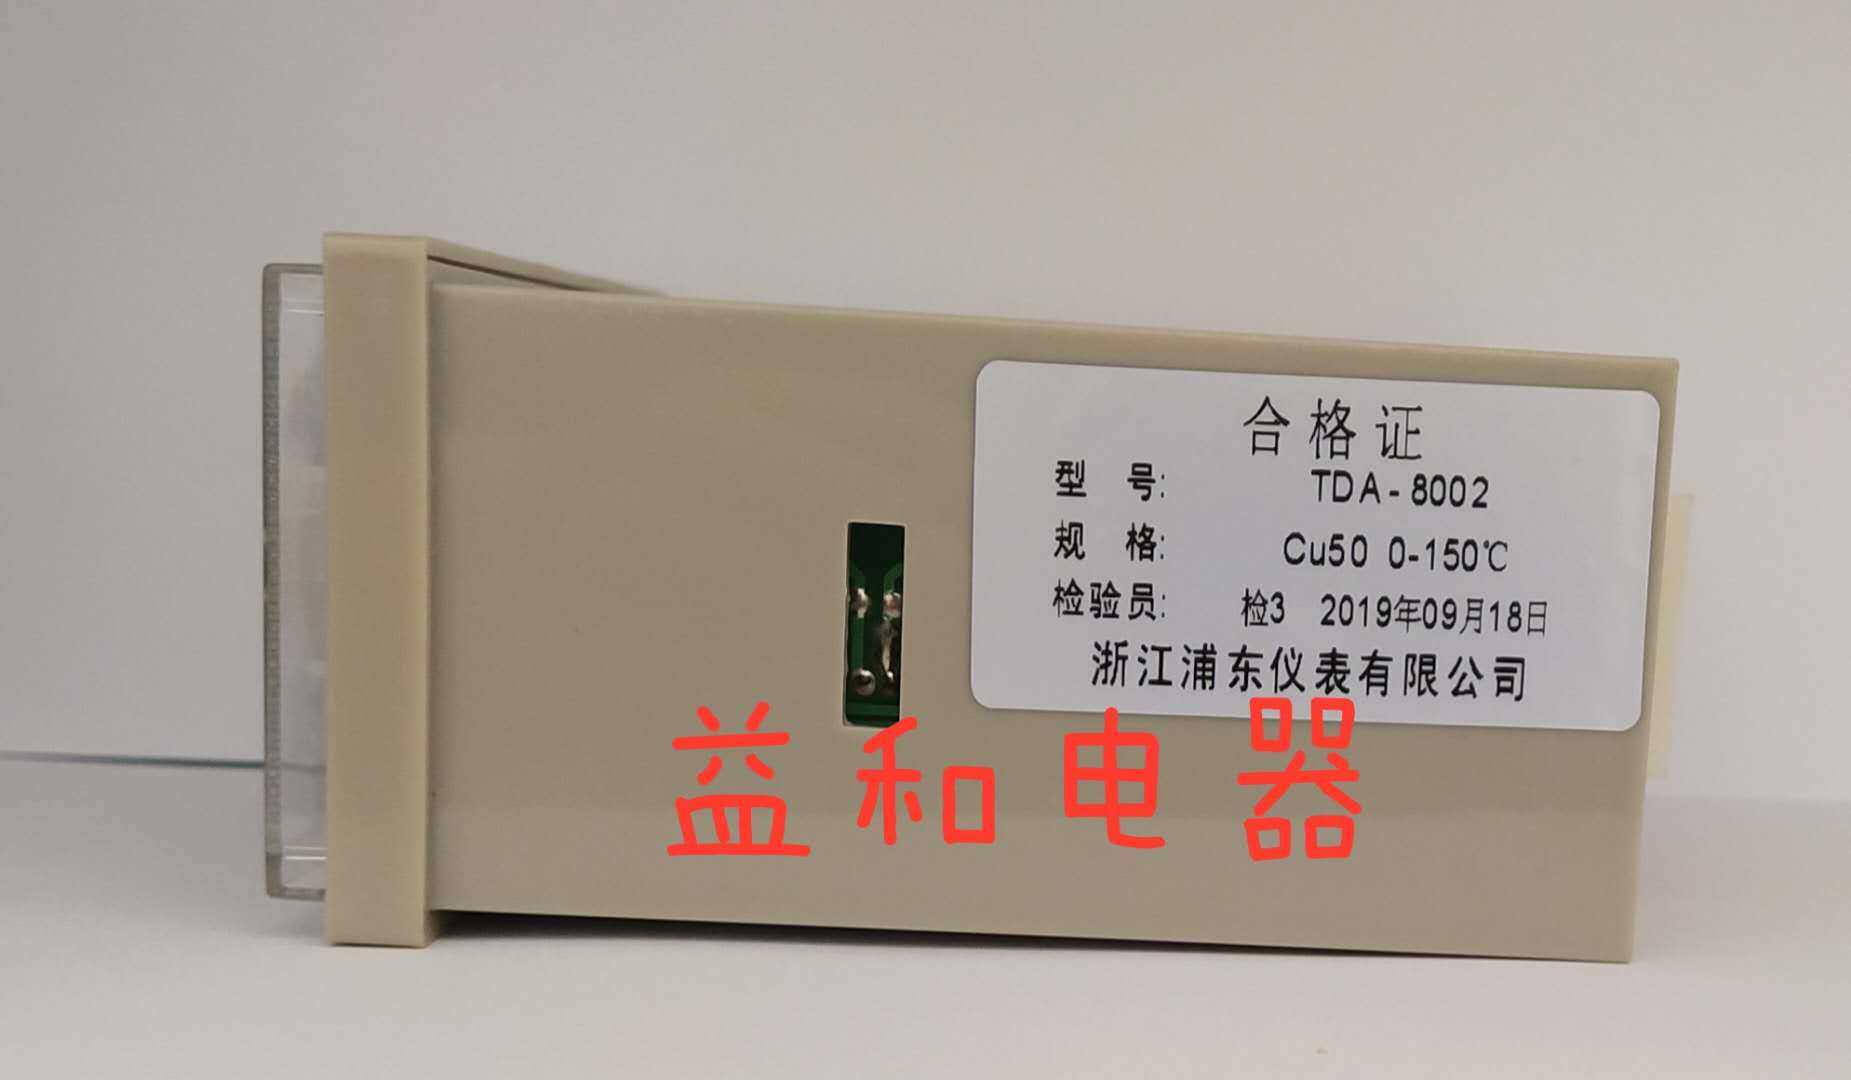 合格证
型 号: TDA-8002
规 格: Cu50 0-150℃
检验员: 检3 2019年09月18日
浙江浦东仪表有限公司
益和电器